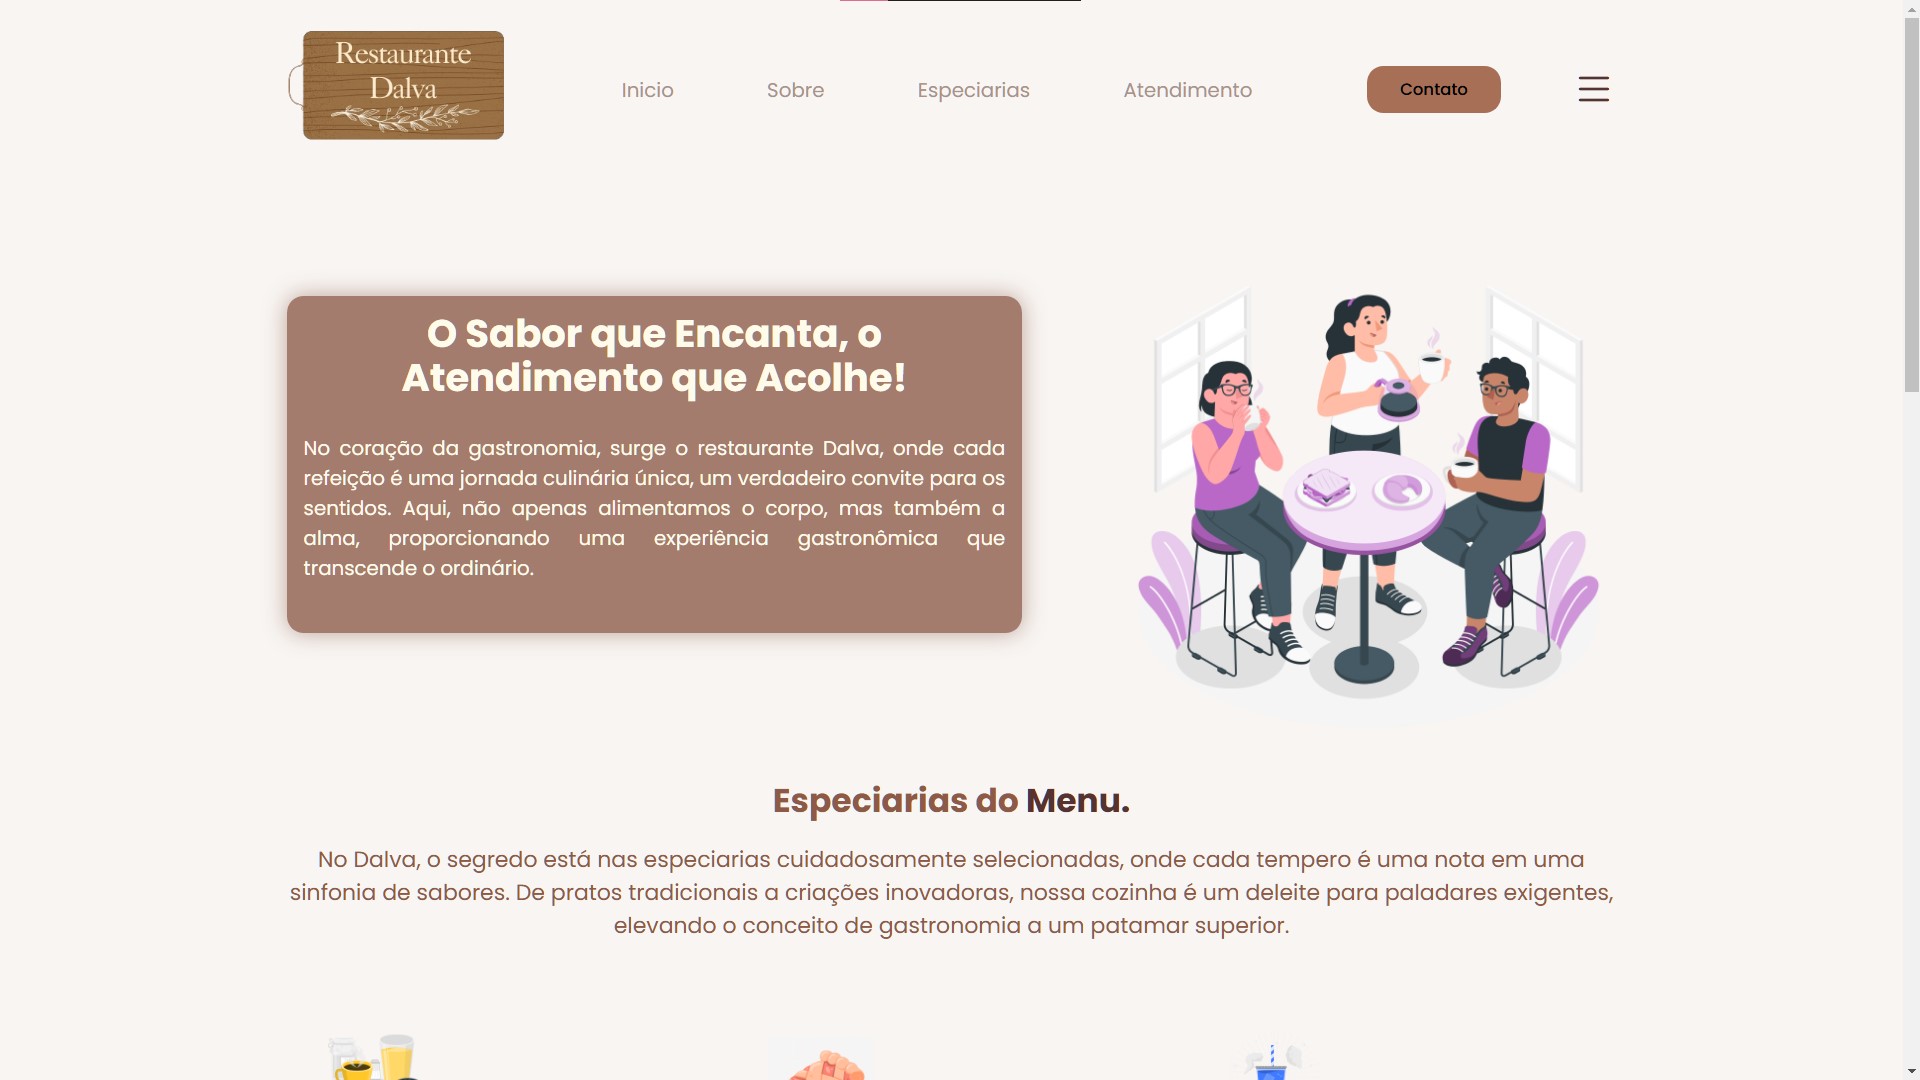 Restaurante
Dalva
Inicio
Sobre
Especiarias
Atendimento
Contato
O Sabor que Encanta, o
Atendimento que Acolhe!
No coração da gastronomia, surge o restaurante Dalva, onde cada
refeição é uma jornada culinária única, um verdadeiro convite para os
sentidos. Aqui, não apenas alimentamos o corpo, mas também a
alma, proporcionando uma experiência gastronômica que
transcende o ordinário.
Especiarias do Menu.
No Dalva, o segredo está nas especiarias cuidadosamente selecionadas, onde cada tempero é uma nota em uma
sinfonia de sabores. De pratos tradicionais a criações inovadoras, nossa cozinha é um deleite para paladares exigentes,
elevando o conceito de gastronomia a um patamar superior.